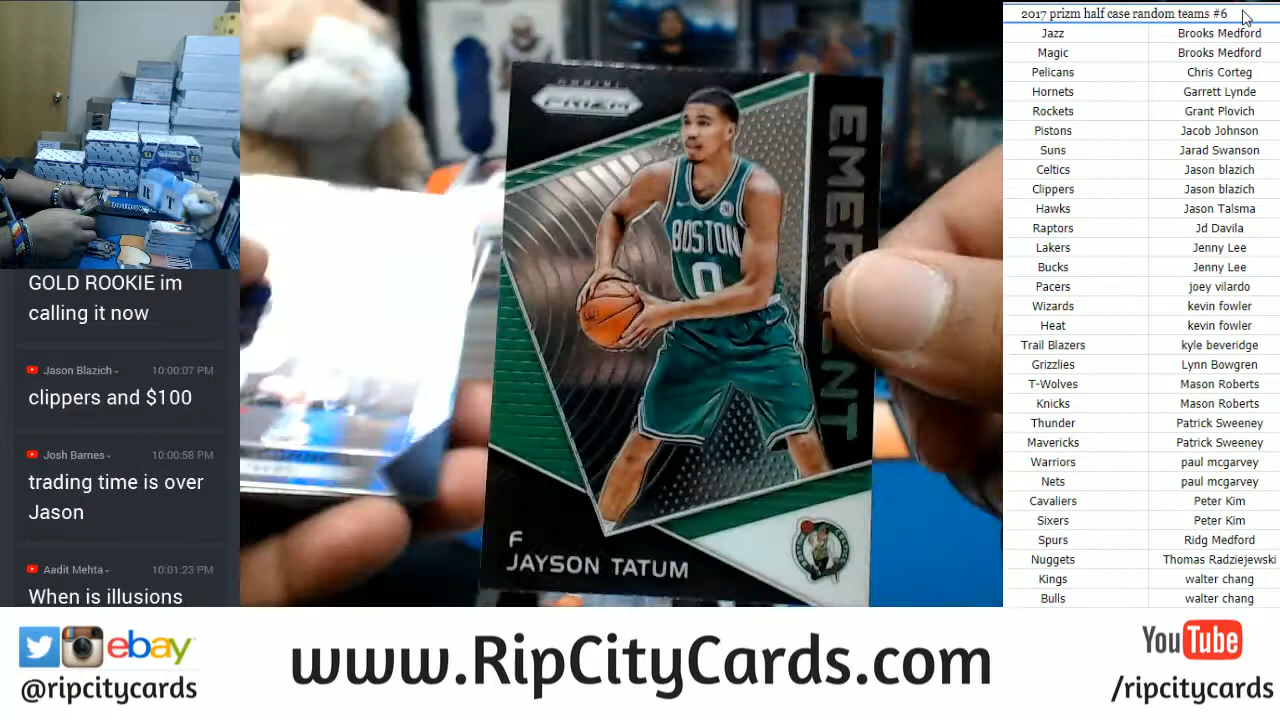 GOLD ROOKIE im
calling it now
Jason Blazich 10:00:07 PM
clippers and $100
Josh Barnes 10:00:58 PM
trading time is over
Jason
Aadit Mehta 10:01:23 PM
When is illusions
PANINI
PRIZM
BOSTON
0
F
JAYSON TATUM
2017 prizm half case random teams #6
Jazz Brooks Medford
Magic Brooks Medford
Pelicans Chris Corteg
Hornets Garrett Lynde
Rockets Grant Plovich
Pistons Jacob Johnson
Suns Jarad Swanson
Celtics Jason blazich
Clippers Jason blazich
Hawks Jason Talsma
Raptors Jd Davila
Lakers Jenny Lee
Bucks Jenny Lee
Pacers joey vilardo
Wizards kevin fowler
Heat kevin fowler
Trail Blazers kyle beveridge
Grizzlies Lynn Bowgren
T-Wolves Mason Roberts
Knicks Mason Roberts
Thunder Patrick Sweeney
Mavericks Patrick Sweeney
Warriors paul mcgarvey
Nets paul mcgarvey
Cavaliers Peter Kim
Sixers Peter Kim
Spurs Ridg Medford
Nuggets Thomas Radziejewski
Kings walter chang
Bulls walter chang
ebay
@ripcitycards
www.RipCityCards.com
YouTube
/ripcitycards